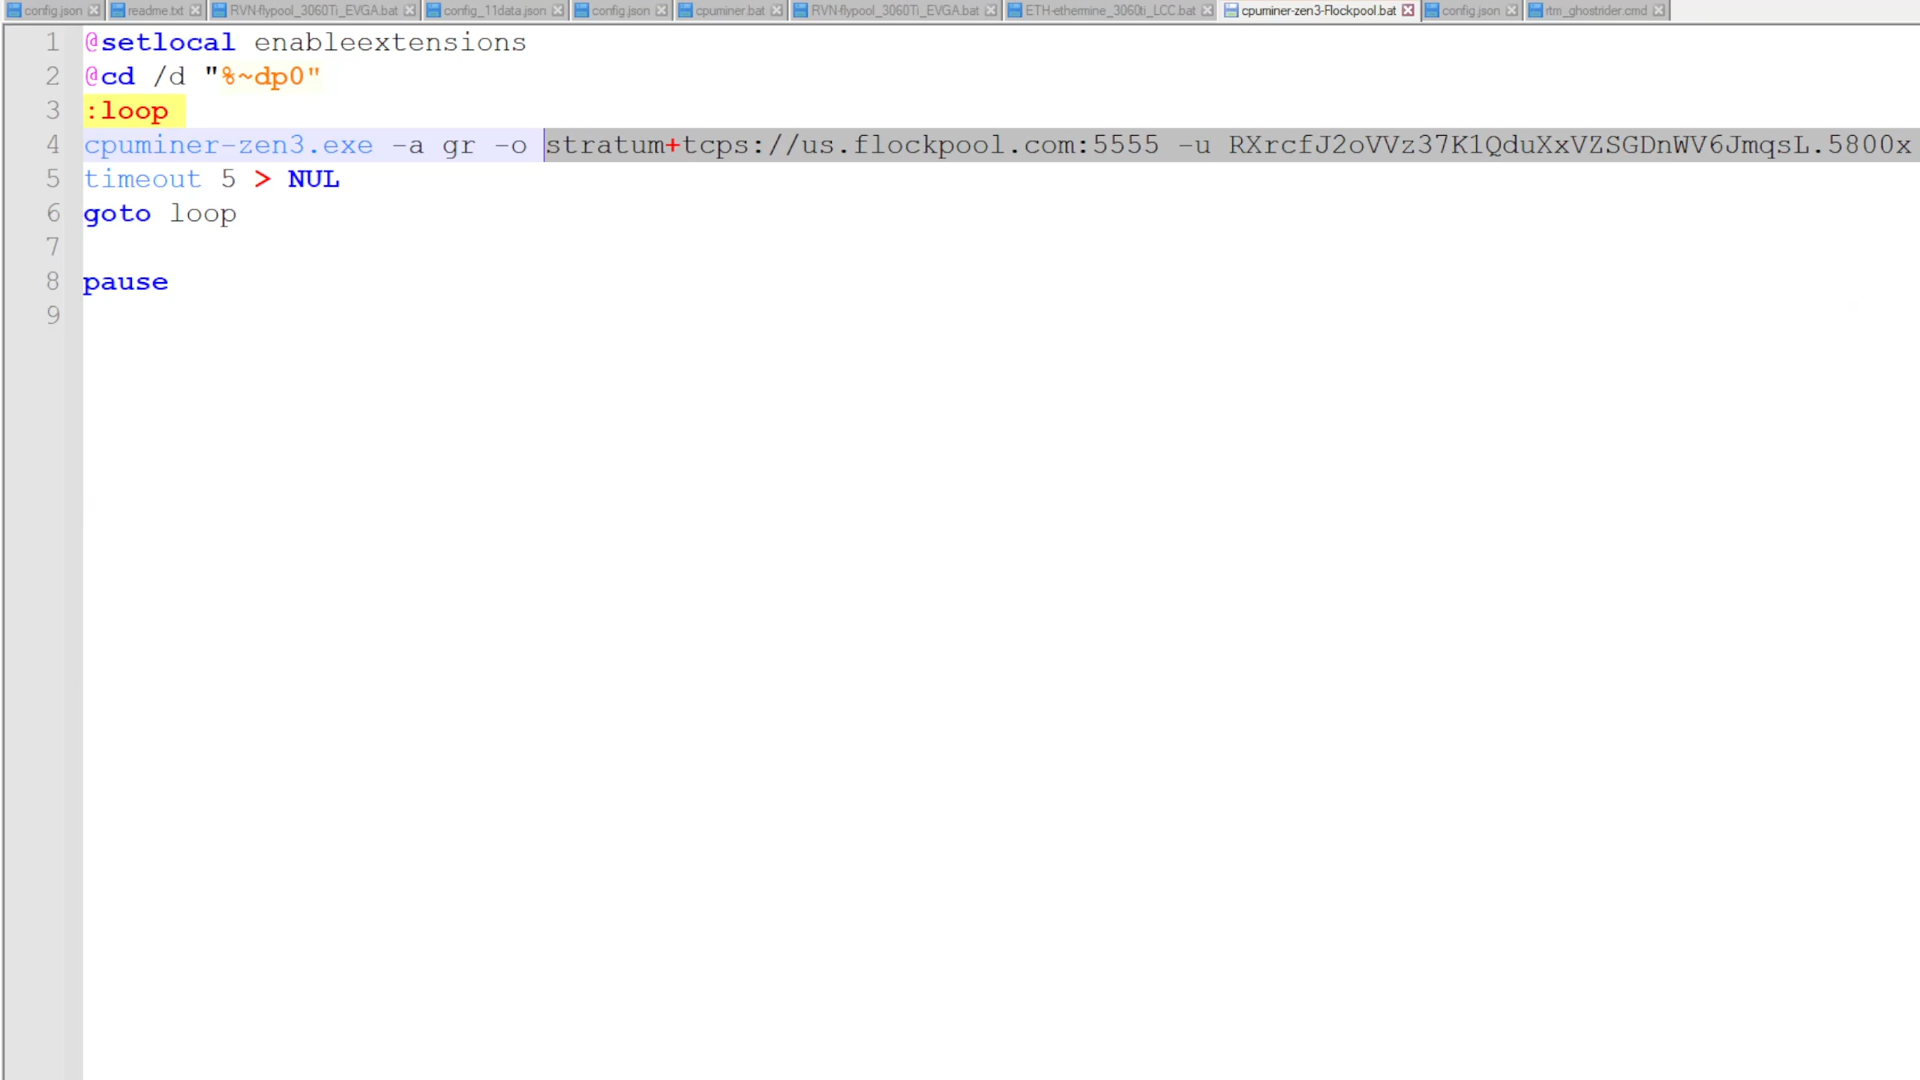 config.json readme.txt RVN-flypool_3060Ti_EVGA.bat config_11data.json config.json cpuminer.bat RVN-flypool_3060Ti_EVGA.bat ETH-ethermine_3060ti_LCC.bat cpuminer-zen3-Flockpool.bat config.json rtm_ghostrider.cmd
1 @setlocal enableextensions
2 @cd /d "%~dp0"
3 :loop
4 cpuminer-zen3.exe -a gr -o stratum+tcps://us.flockpool.com:5555 -u RXrcfJ2oVVz37K1QduXxVZSGDnWV6JmqsL.5800x
5 timeout 5 > NUL
6 goto loop
7
8 pause
9